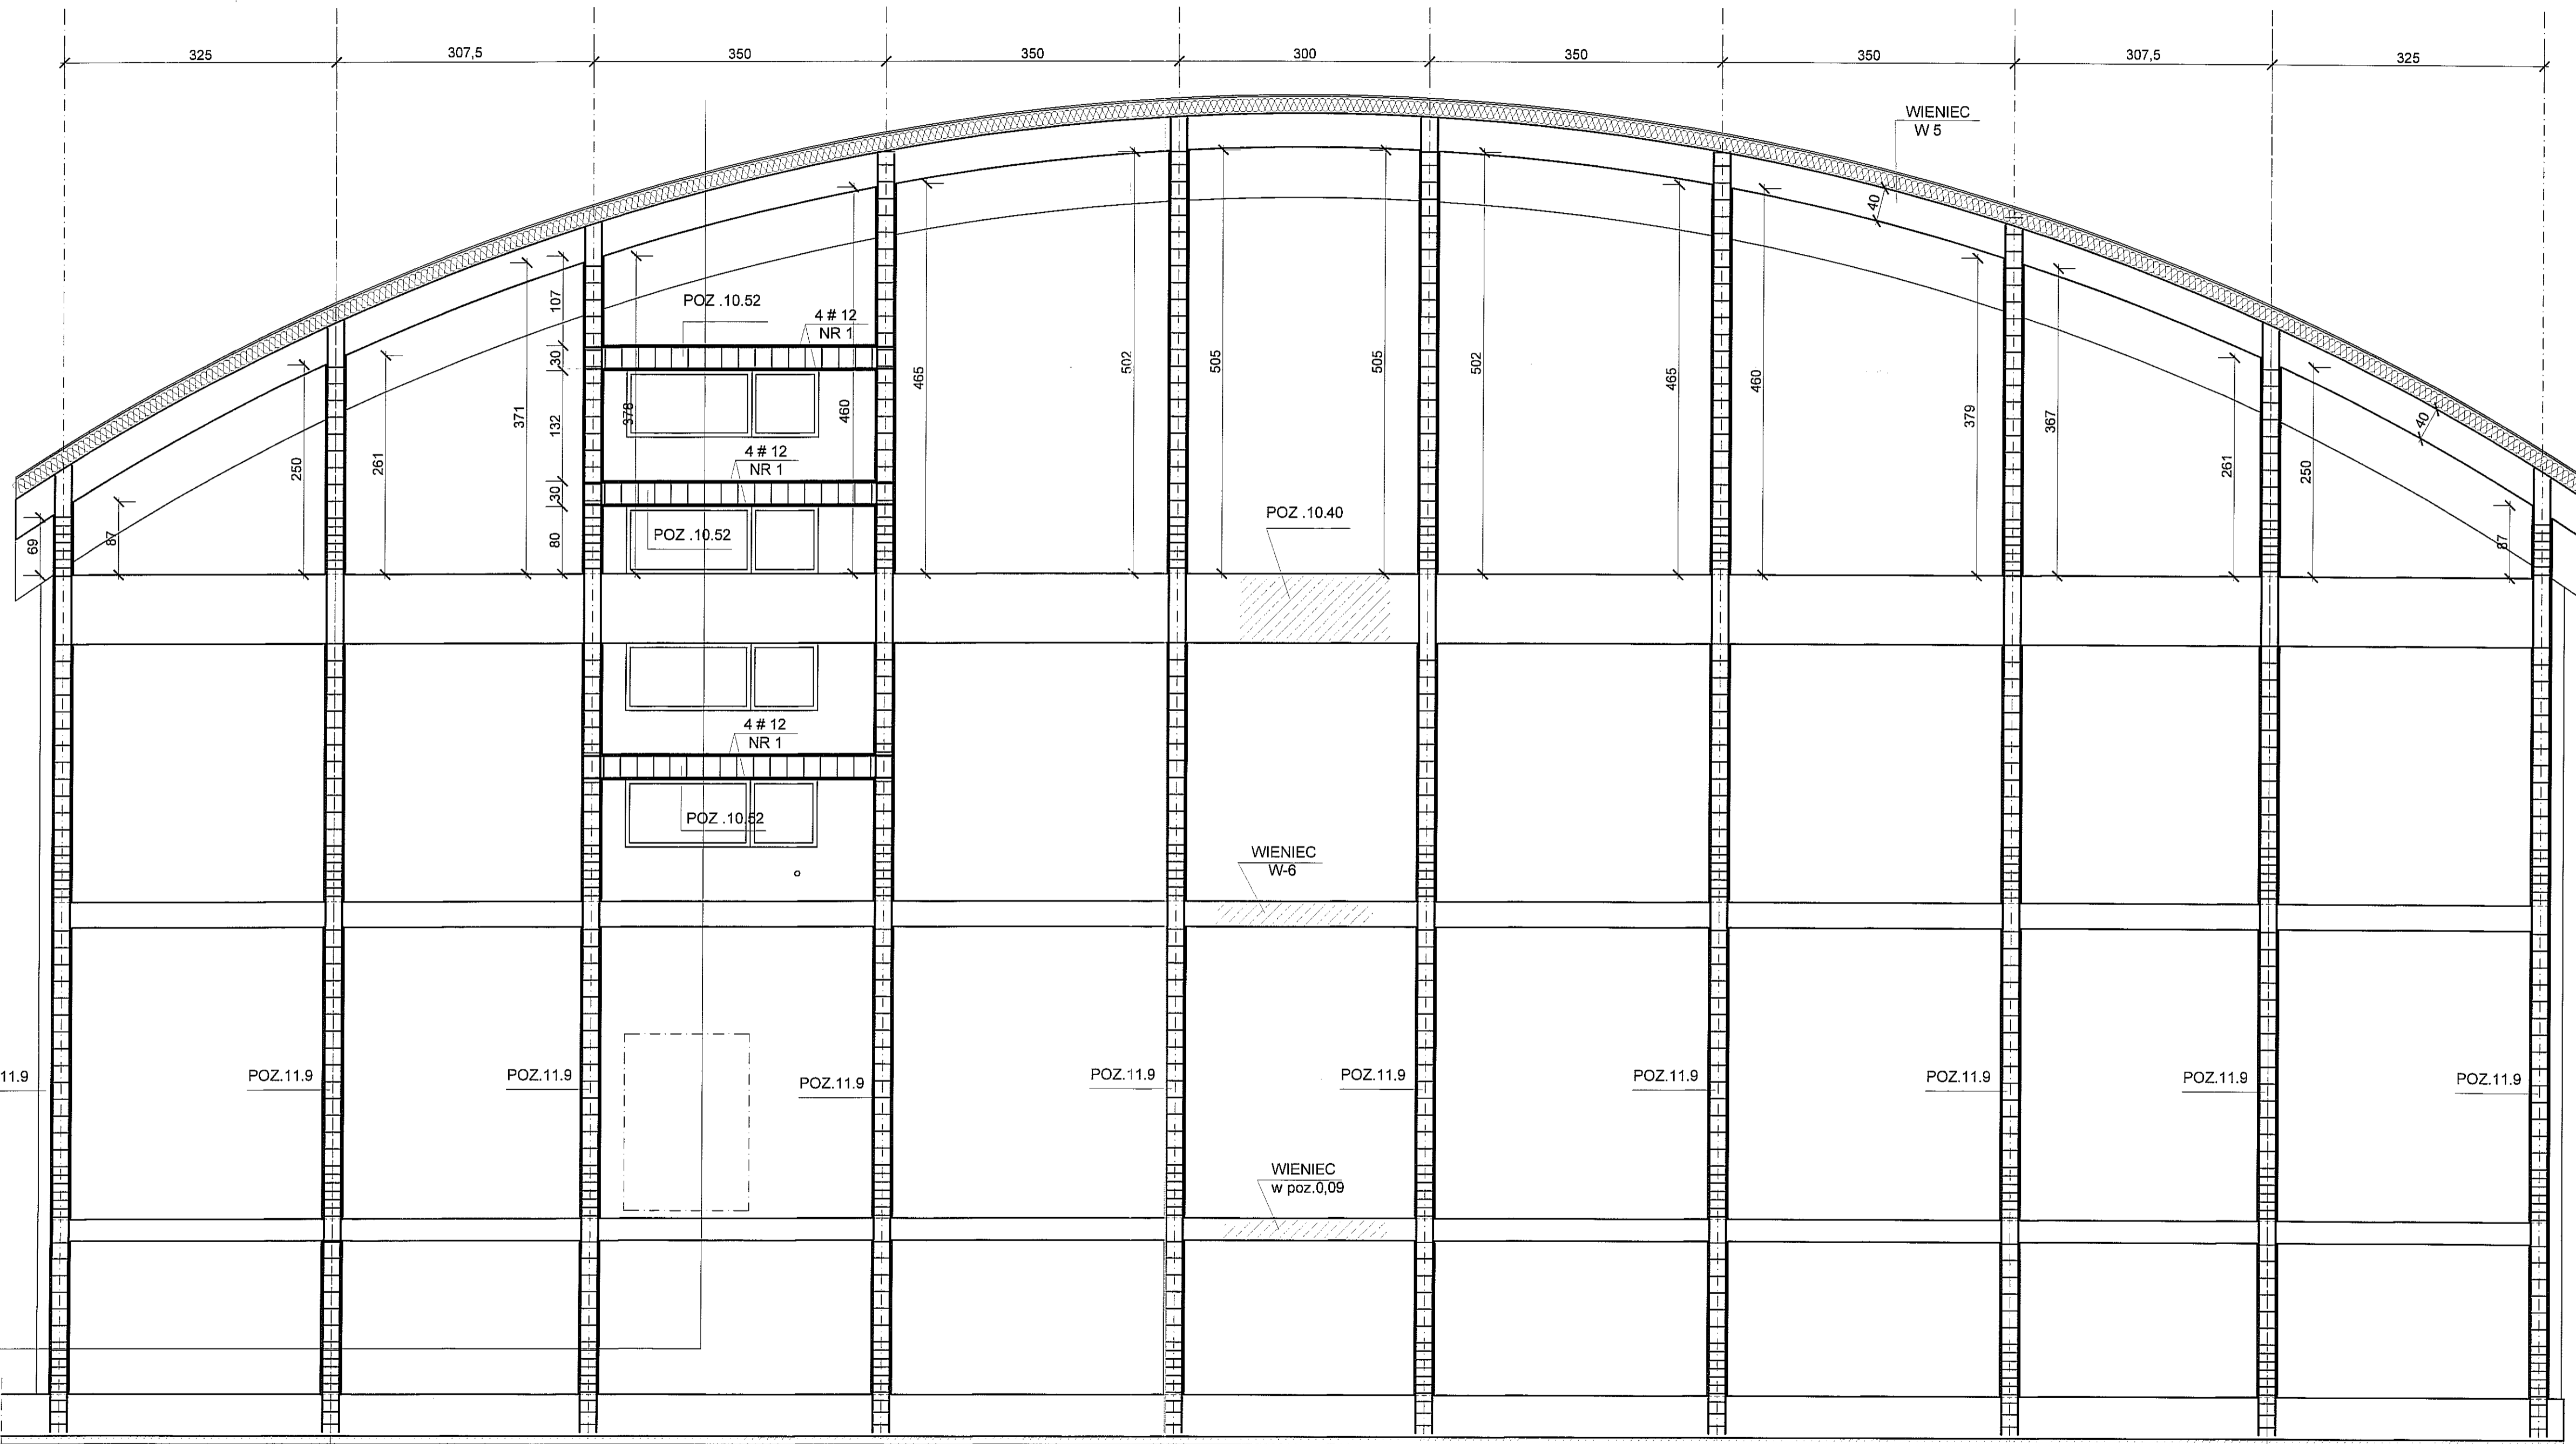 325
307,5
350
350
300
350
350
307,5
325
WIENIEC
W 5
40
107
POZ .10.52
4 # 12
NR 1
30
371
132
378
460
465
502
505
505
502
465
460
379
367
261
250
40
250
261
4 # 12
NR 1
30
POZ .10.52
80
69
87
POZ .10.40
87
4 # 12
NR 1
POZ .10.52
WIENIEC
W-6
11.9
POZ.11.9
POZ.11.9
POZ.11.9
POZ.11.9
POZ.11.9
POZ.11.9
POZ.11.9
POZ.11.9
POZ.11.9
WIENIEC
w poz.0,09